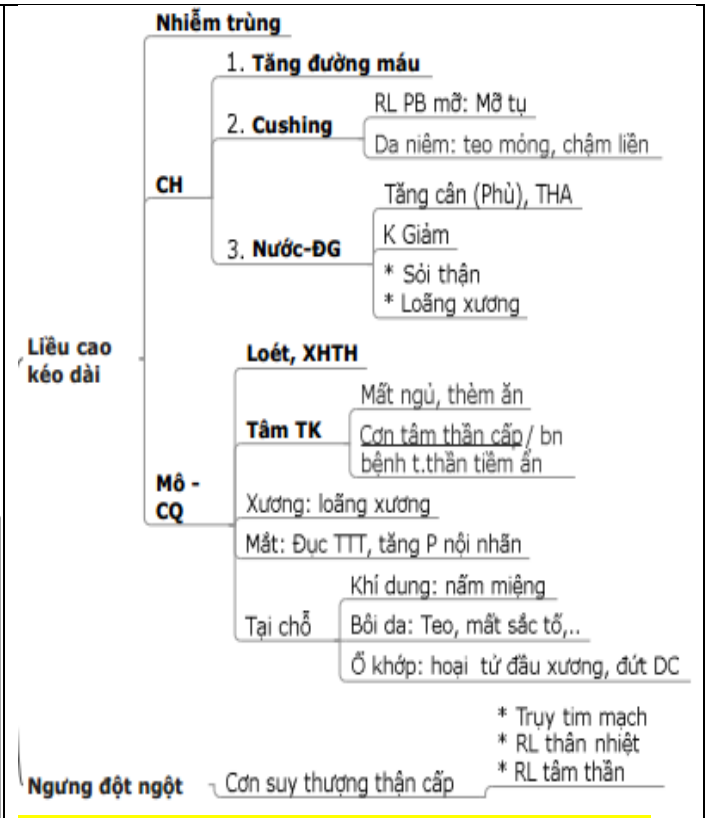 Nhiễm trùng
1. Tăng đường máu
RL PB mỡ: Mỡ tụ
2. Cushing
Da niêm: teo mỏng, chậm liền
CH
Tăng cân (Phù), THA
K Giảm
3. Nước-ĐG
* Sỏi thận
* Loãng xương
Liều cao
kéo dài
Loét, XHTH
Mất ngủ, thèm ăn
Tâm TK
Cơn tâm thần cấp/ bn
bệnh t.thần tiềm ẩn
Mô -
CQ
Xương: loãng xương
Mắt: Đục TTT, tăng P nội nhãn
Khí dung: nấm miệng
Tại chỗ
Bôi da: Teo, mất sắc tố,..
Ổ khớp: hoại tử đầu xương, đứt DC
* Trụy tim mạch
* RL thân nhiệt
* RL tâm thần
Ngưng đột ngột
Cơn suy thượng thận cấp